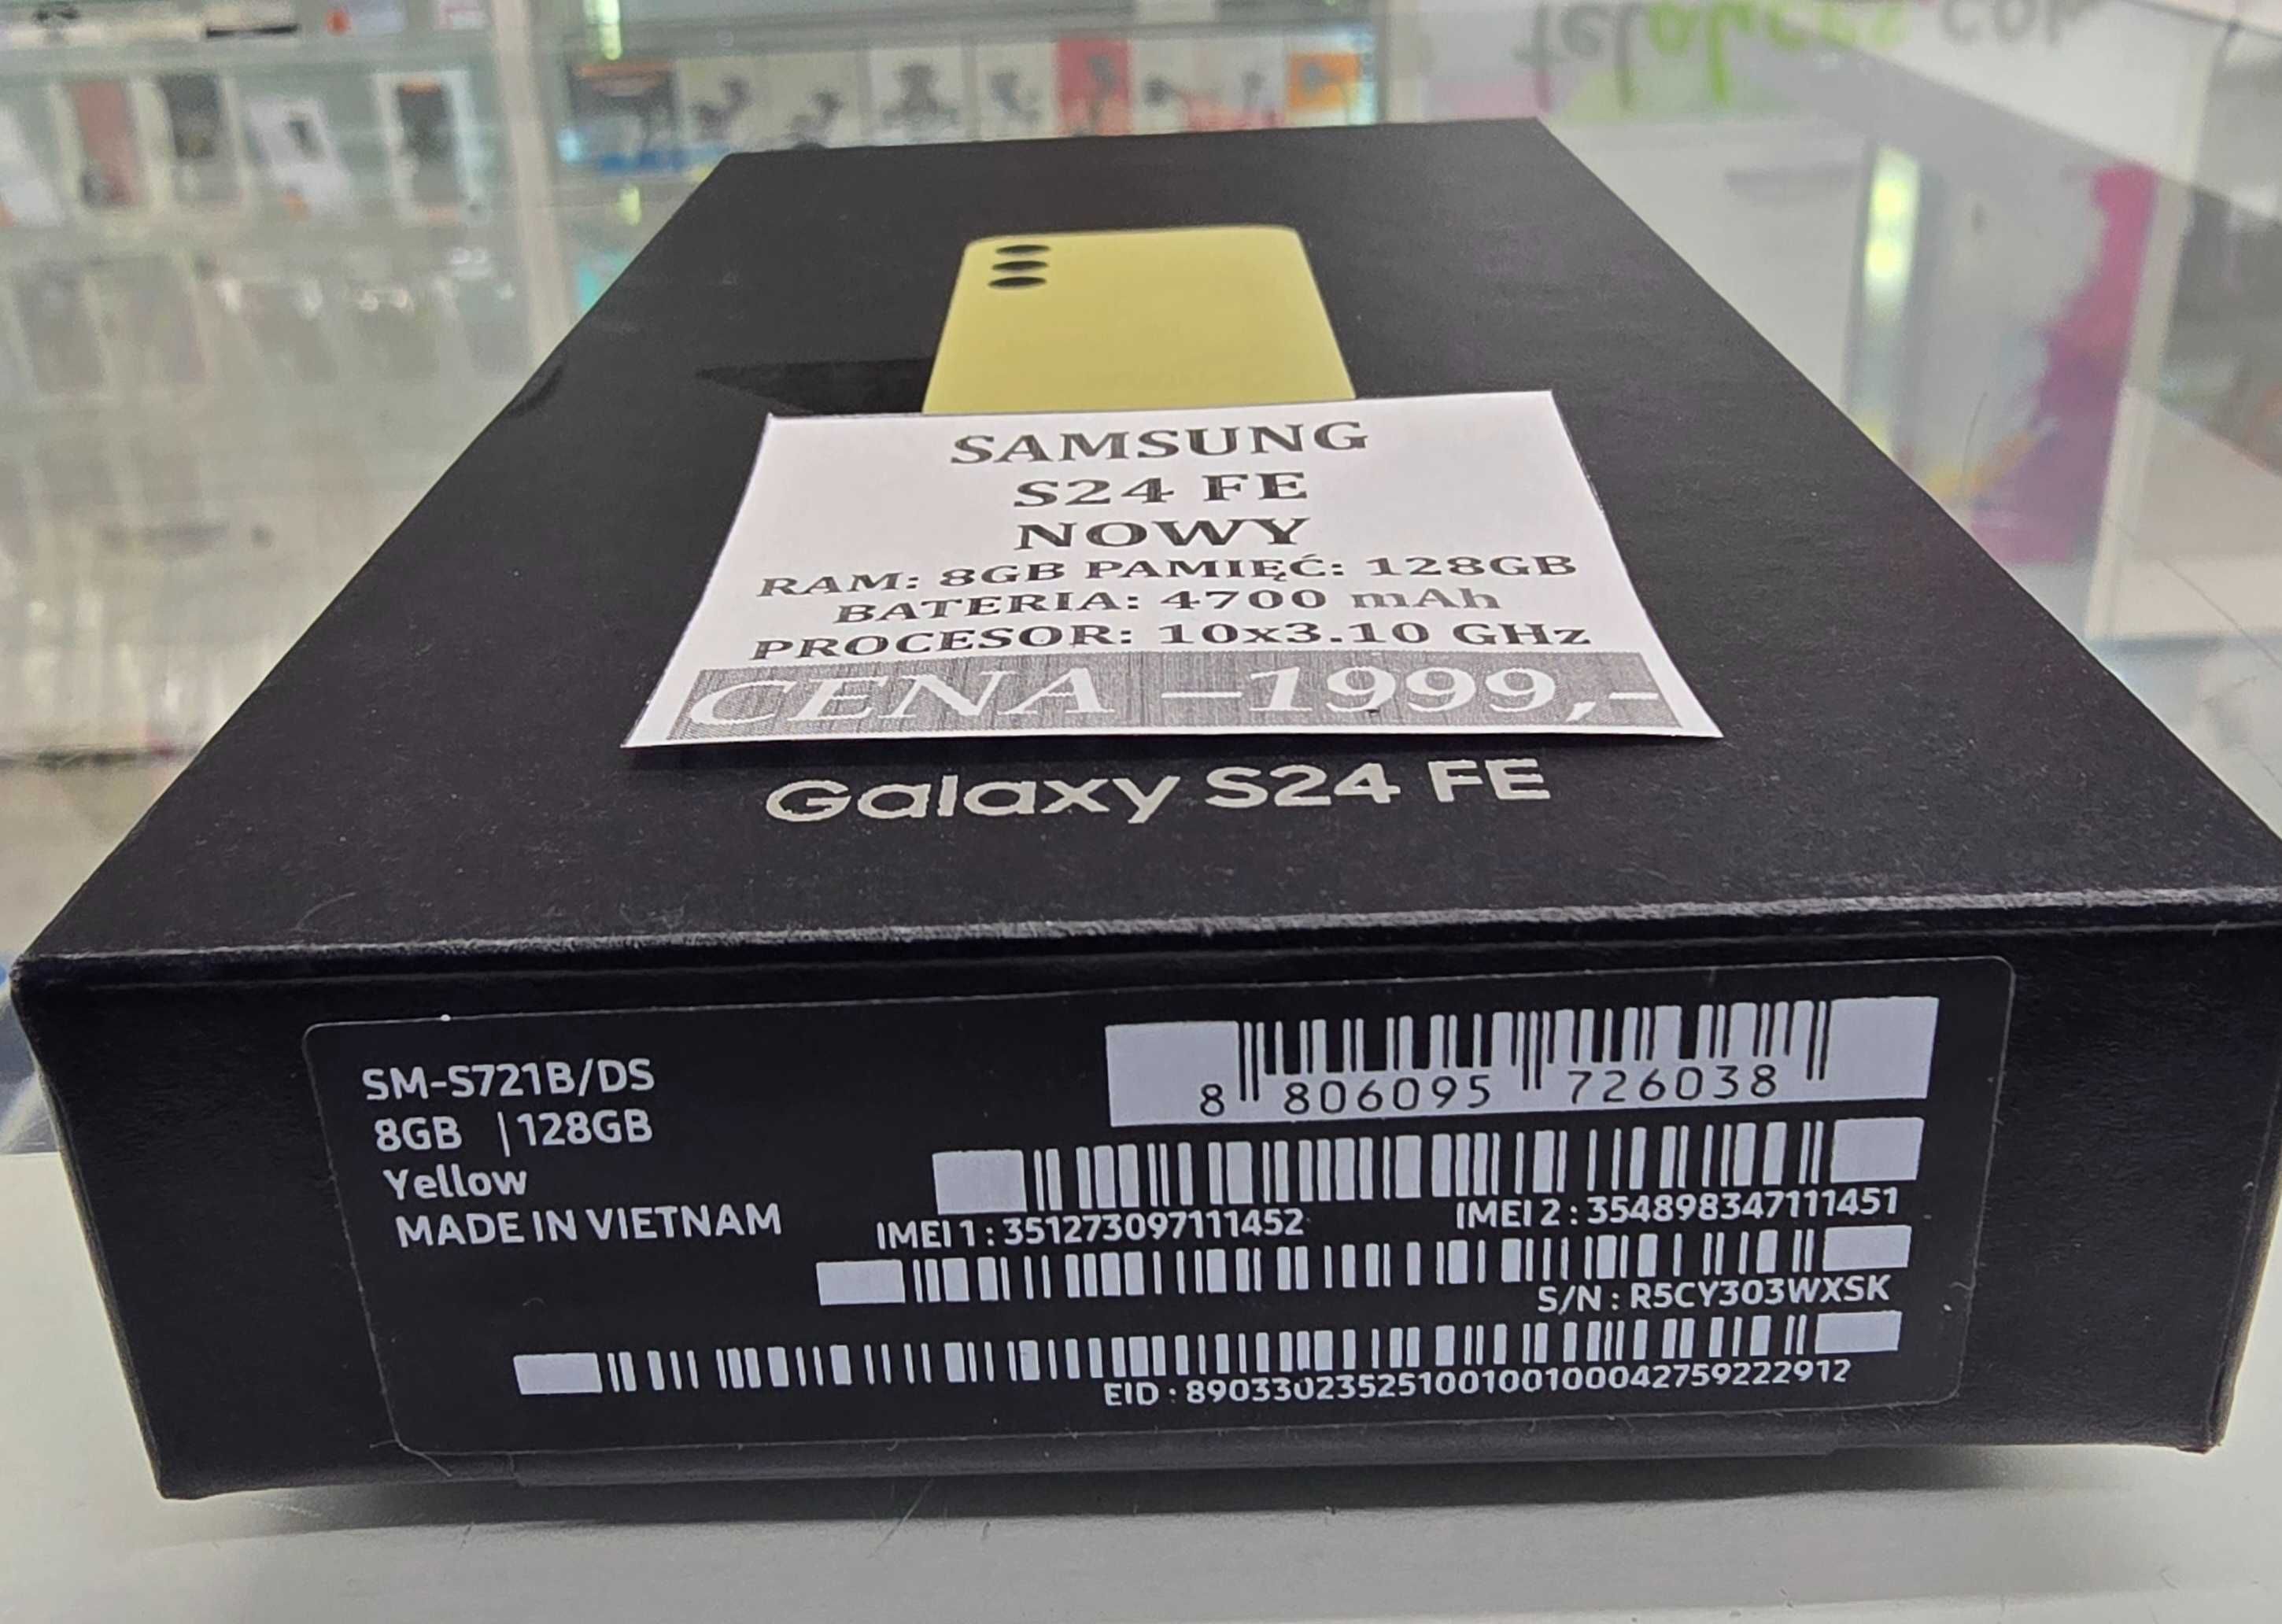 telakces.com
SAMSUNG
S24 FE
NOWY
RAM: 8GB PAMIĘĆ: 128GB
BATERIA: 4700 mAh
PROCESOR: 10x3.10 GHz
CENA –1999,-
Galaxy S24 FE
SM-S721B/DS
8GB | 128GB
Yellow
MADE IN VIETNAM
8 806095 726038
IMEI 1 : 351273097111452 IMEI 2 : 354898347111451
S/N : R5CY303WXSK
EID : 89033023525100100100042759222912